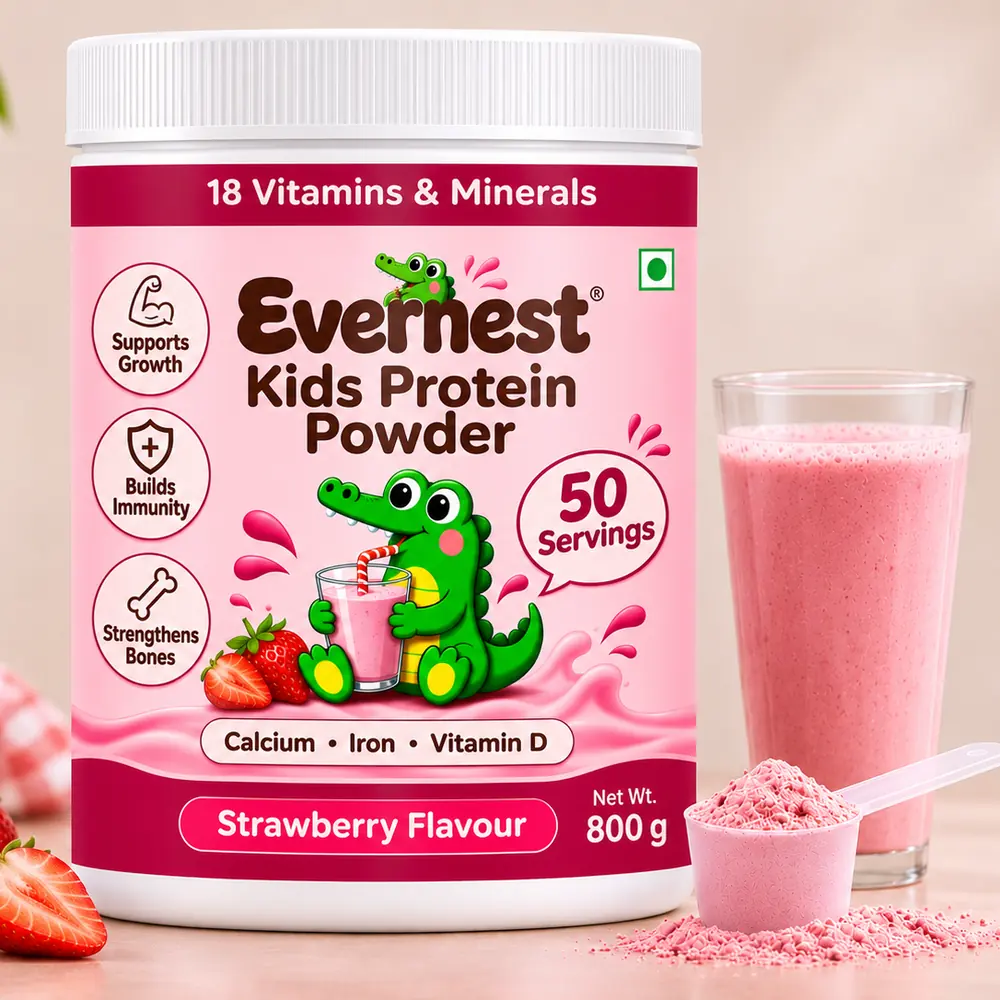 18 Vitamins & Minerals
Evernest®
Kids Protein
Powder
Supports
Growth
Builds
Immunity
Strengthens
Bones
50
Servings
Calcium • Iron • Vitamin D
Strawberry Flavour
Net Wt.
800 g